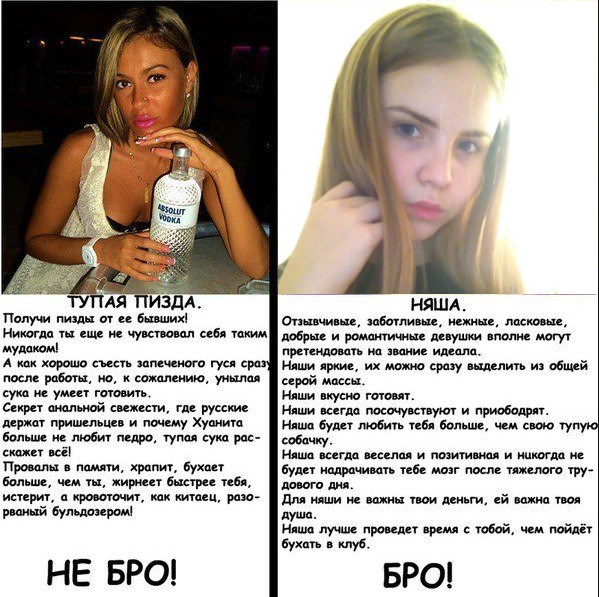 ABSOLUT
VODKA
ТУПАЯ ПИЗДА.
Получи пизды от ее бывших!
Никогда ты еще не чувствовал себя таким
мудаком!
А как хорошо съесть запеченого гуся сразу
после работы, но, к сожалению, унылая
сука не умеет готовить.
Секрет анальной свежести, где русские
держат пришельцев и почему Хуанита
больше не любит педро, тупая сука рас-
скажет всё!
Провалы в памяти, храпит, бухает
больше, чем ты, жирнеет быстрее тебя,
истерит, а кровоточит, как китаец, разо-
рваный бульдозером!
НЕ БРО!
НЯША.
Отзывчивые, заботливые, нежные, ласковые,
добрые и романтичные девушки вполне могут
претендовать на звание идеала.
Няши яркие, их можно сразу выделить из общей
серой массы.
Няши вкусно готовят.
Няши всегда посочувствуют и приободрят.
Няша будет любить тебя больше, чем свою тупую
собачку.
Няша всегда веселая и позитивная и никогда не
будет надрачивать тебе мозг после тяжелого тру-
дового дня.
Для няши не важны твои деньги, ей важна твоя
душа.
Няша лучше проведет время с тобой, чем пойдёт
бухать в клуб.
БРО!